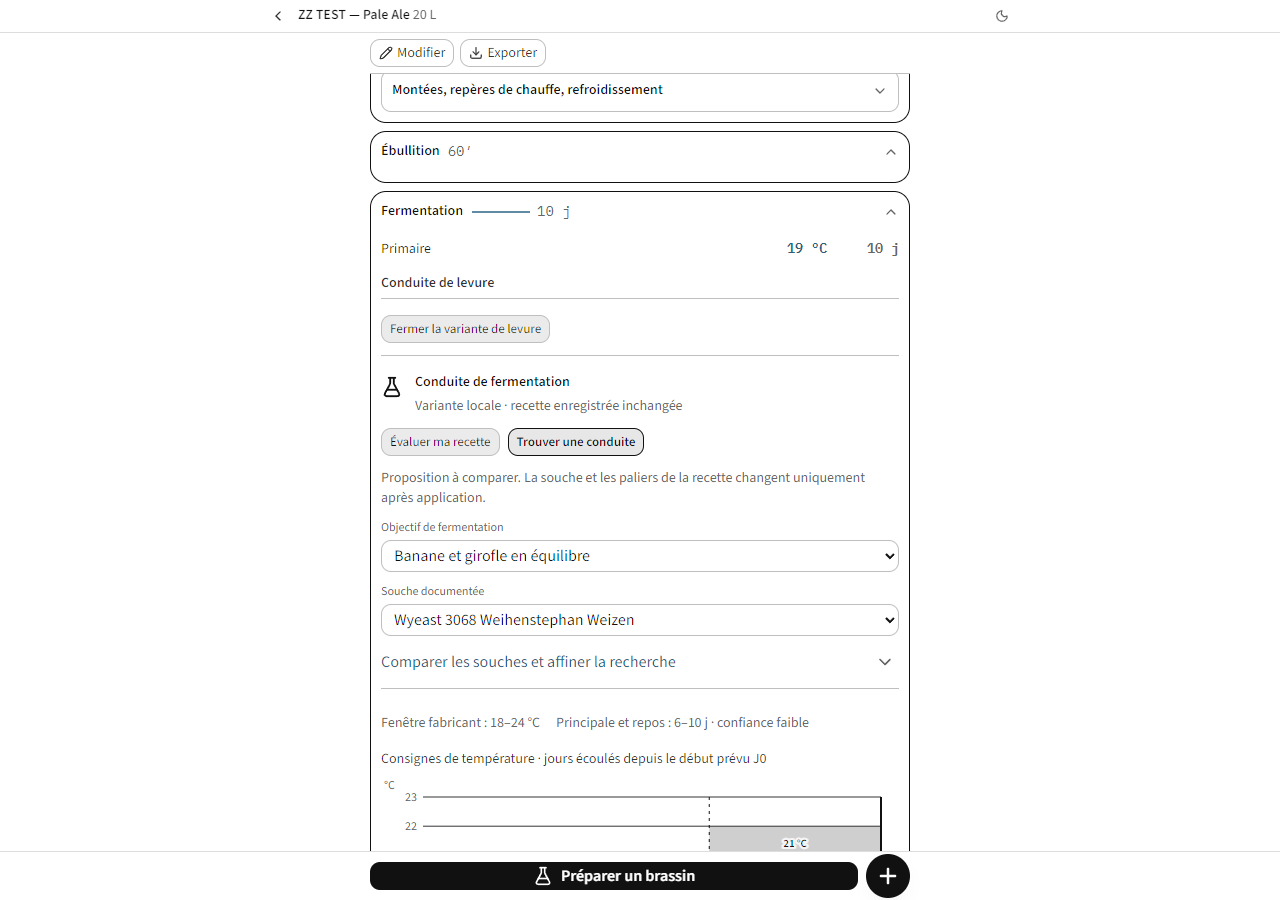 ZZ TEST — Pale Ale 20 L
Modifier
Exporter
Montées, repères de chauffe, refroidissement
Ébullition 60′
Fermentation 10 j
Primaire 19 °C 10 j
Conduite de levure
Fermer la variante de levure
Conduite de fermentation
Variante locale · recette enregistrée inchangée
Évaluer ma recette
Trouver une conduite
Proposition à comparer. La souche et les paliers de la recette changent uniquement
après application.
Objectif de fermentation
Banane et girofle en équilibre
Souche documentée
Wyeast 3068 Weihenstephan Weizen
Comparer les souches et affiner la recherche
Fenêtre fabricant : 18–24 °C Principale et repos : 6–10 j · confiance faible
Consignes de température · jours écoulés depuis le début prévu J0
°C
23
22
21 °C
Préparer un brassin